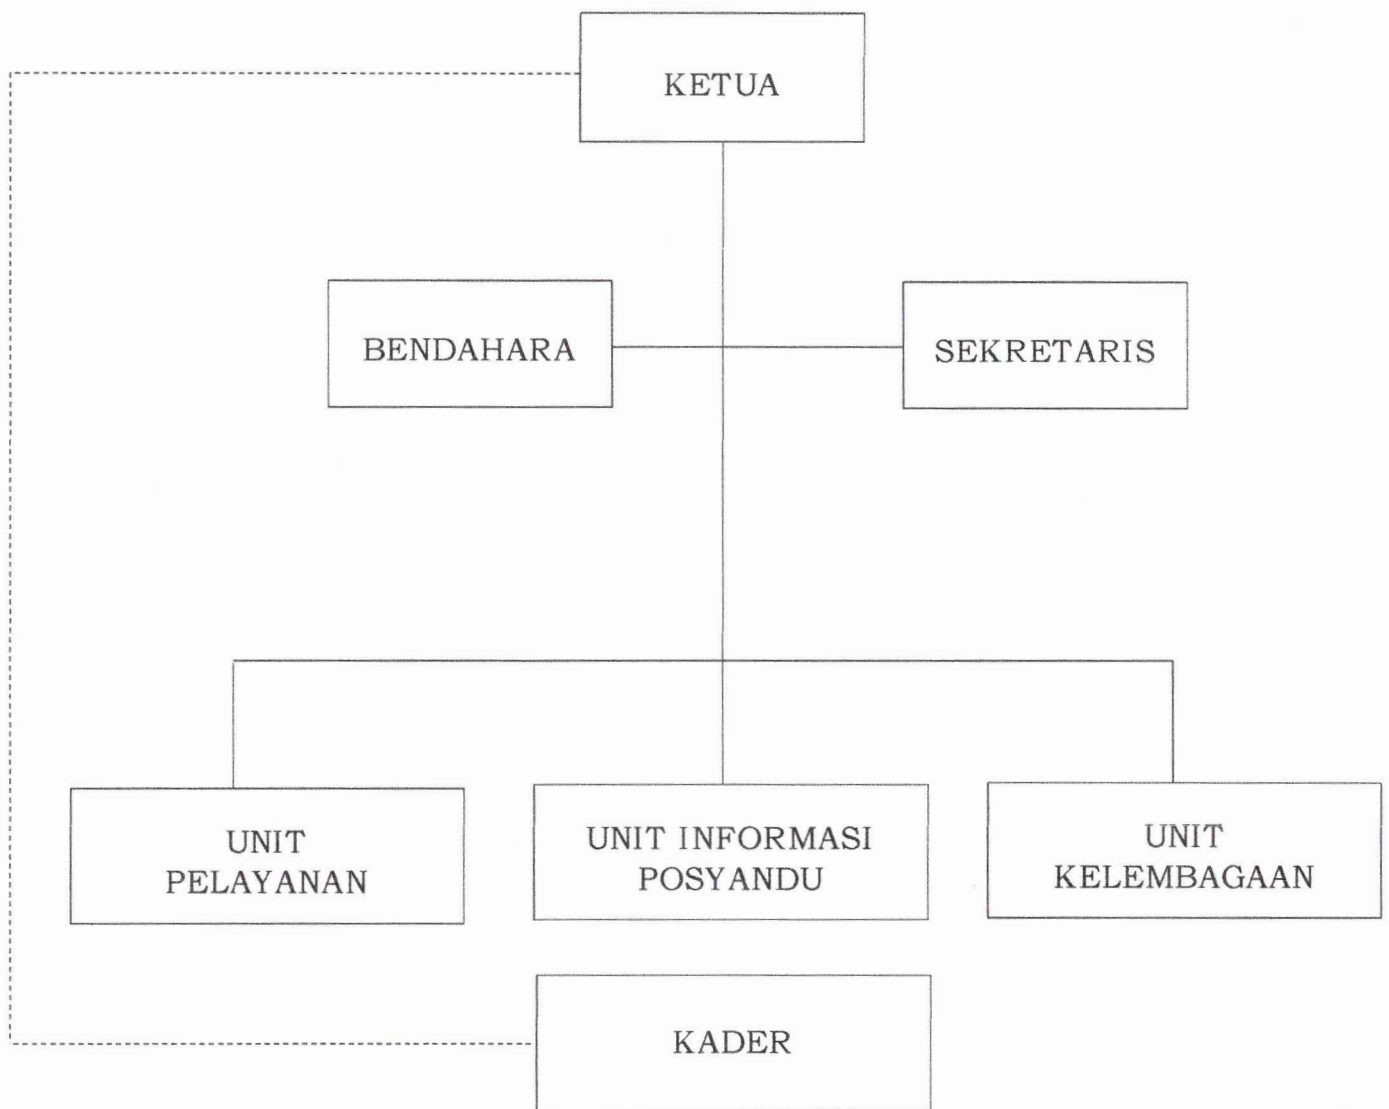 KETUA
BENDAHARA
SEKRETARIS
UNIT
PELAYANAN
UNIT INFORMASI
POSYANDU
UNIT
KELEMBAGAAN
KADER